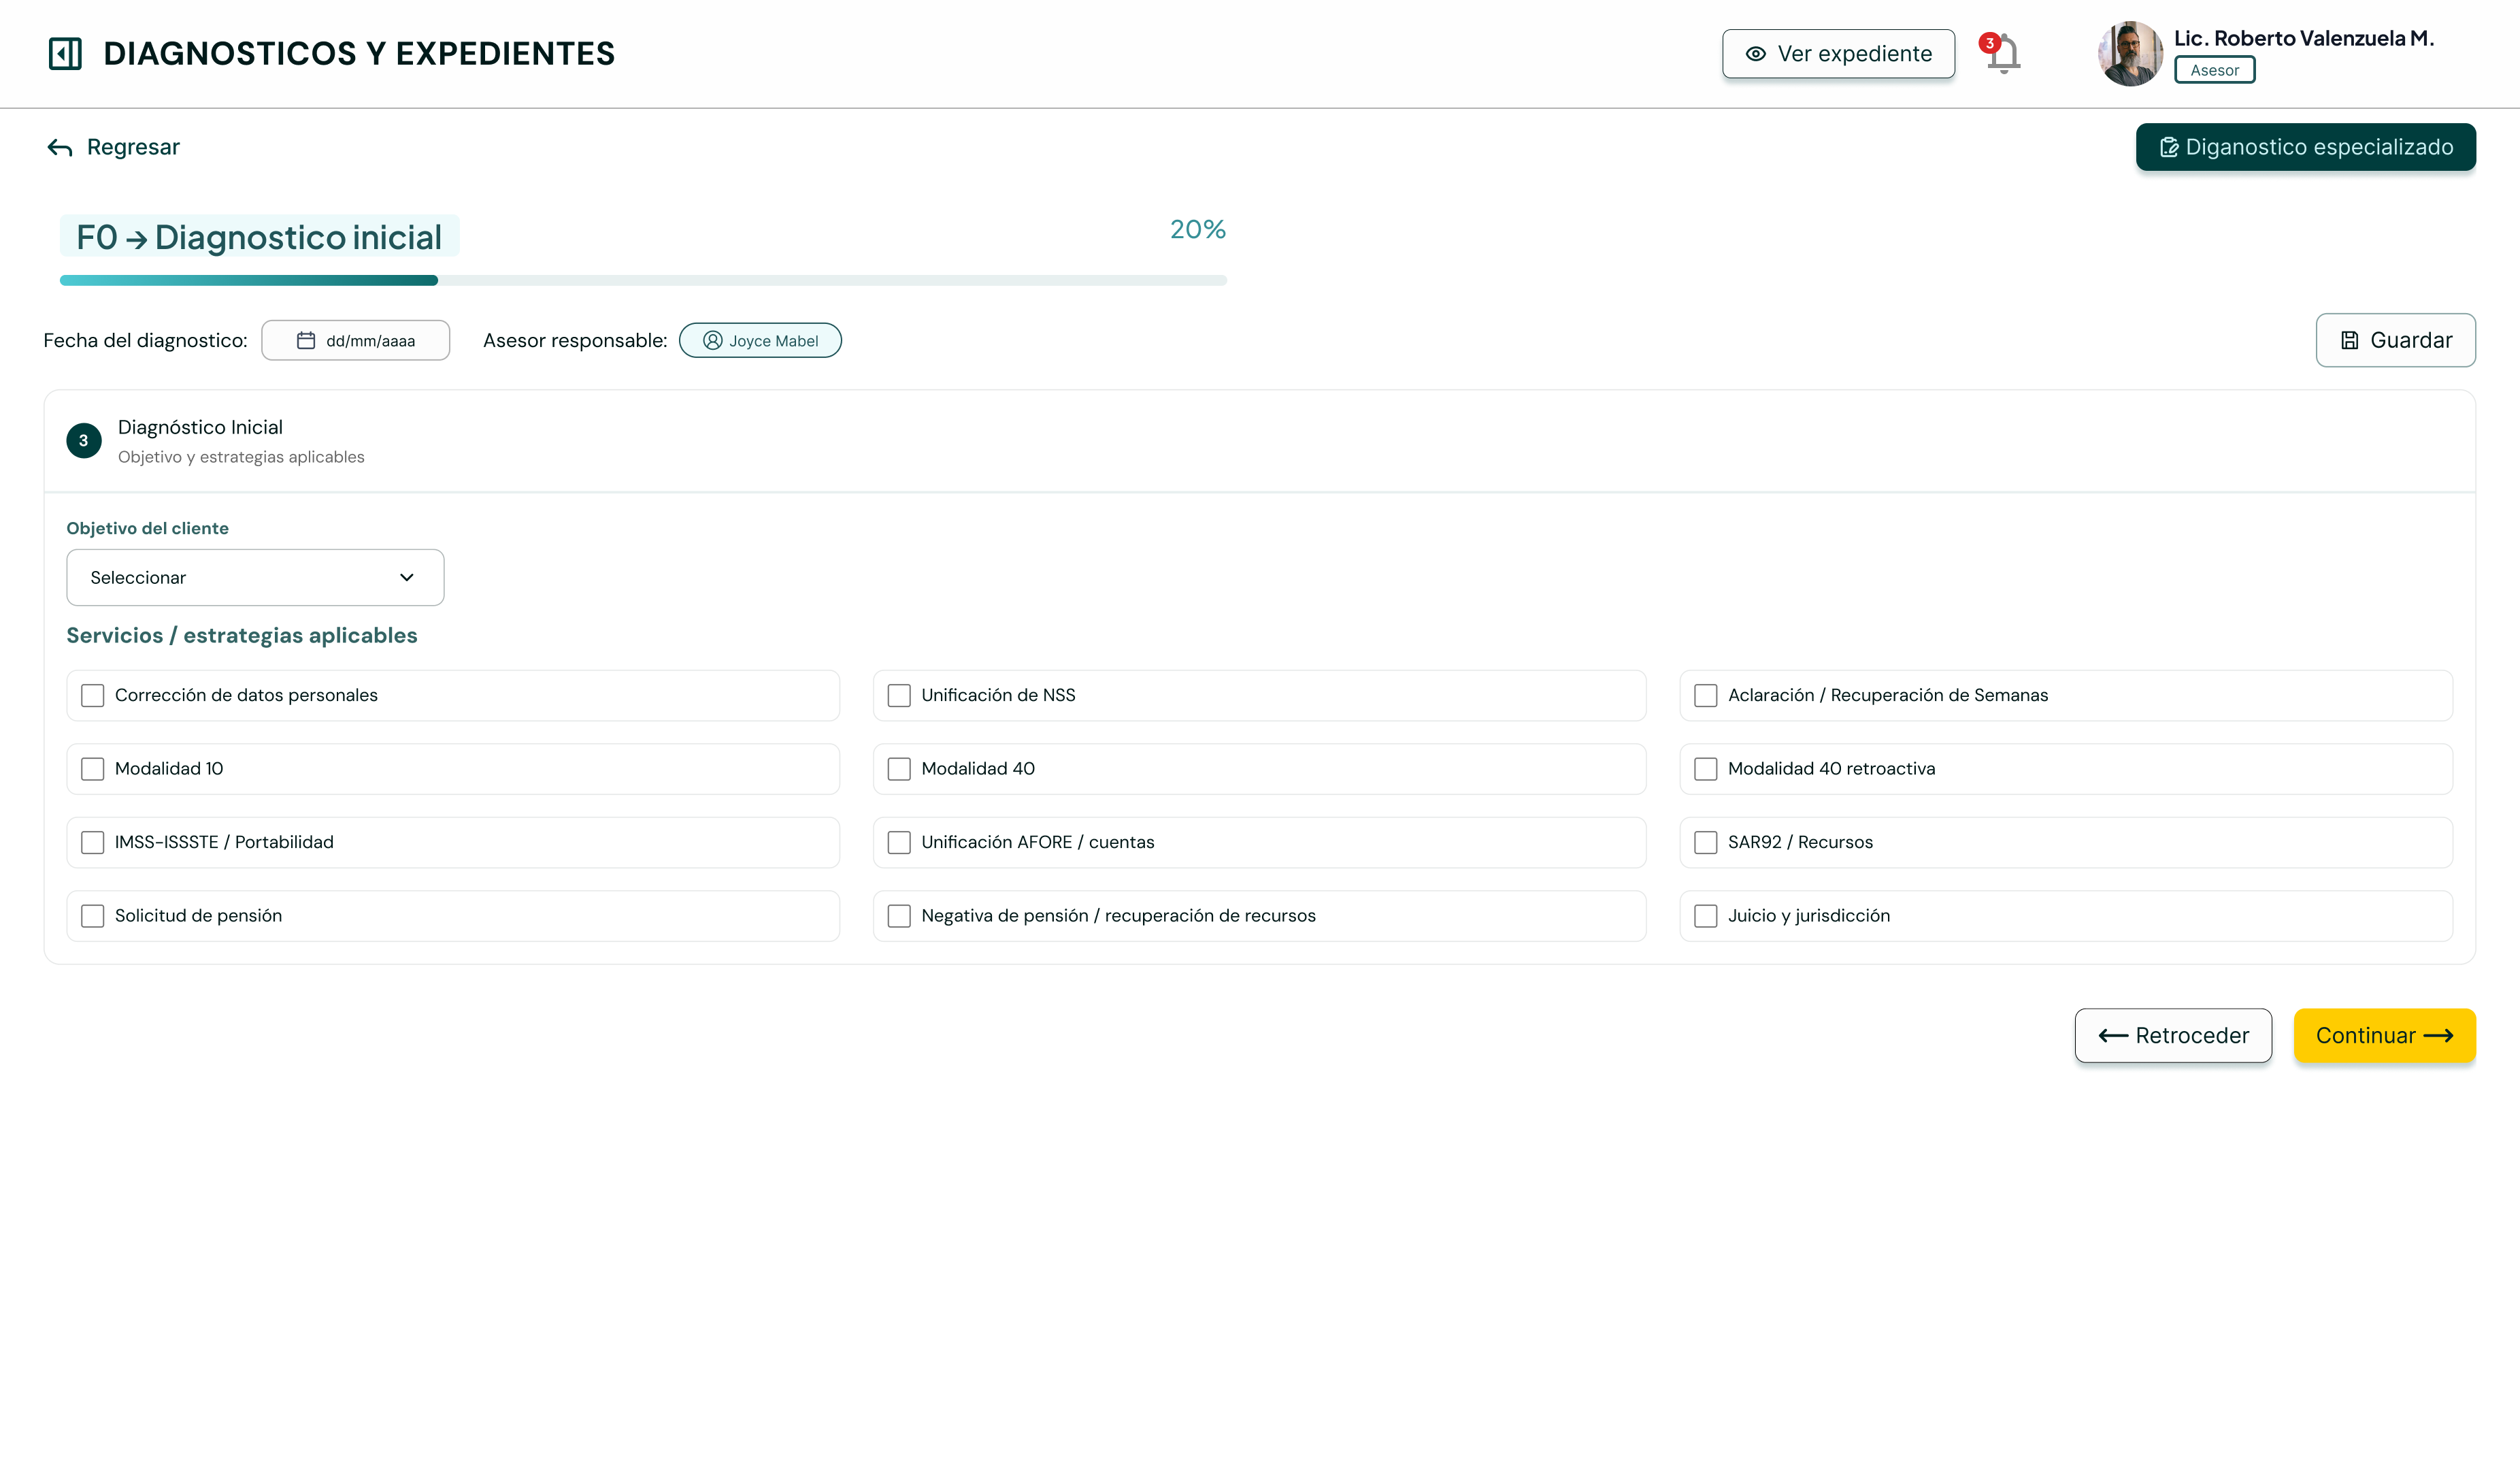 DIAGNOSTICOS Y EXPEDIENTES
Ver expediente
3
Lic. Roberto Valenzuela M.
Asesor
Regresar
Diganostico especializado
F0 → Diagnostico inicial
20%
Fecha del diagnostico:
dd/mm/aaaa
Asesor responsable:
Joyce Mabel
Guardar
3
Diagnóstico Inicial
Objetivo y estrategias aplicables
Objetivo del cliente
Seleccionar
Servicios / estrategias aplicables
Corrección de datos personales
Unificación de NSS
Aclaración / Recuperación de Semanas
Modalidad 10
Modalidad 40
Modalidad 40 retroactiva
IMSS-ISSSTE / Portabilidad
Unificación AFORE / cuentas
SAR92 / Recursos
Solicitud de pensión
Negativa de pensión / recuperación de recursos
Juicio y jurisdicción
← Retroceder
Continuar →